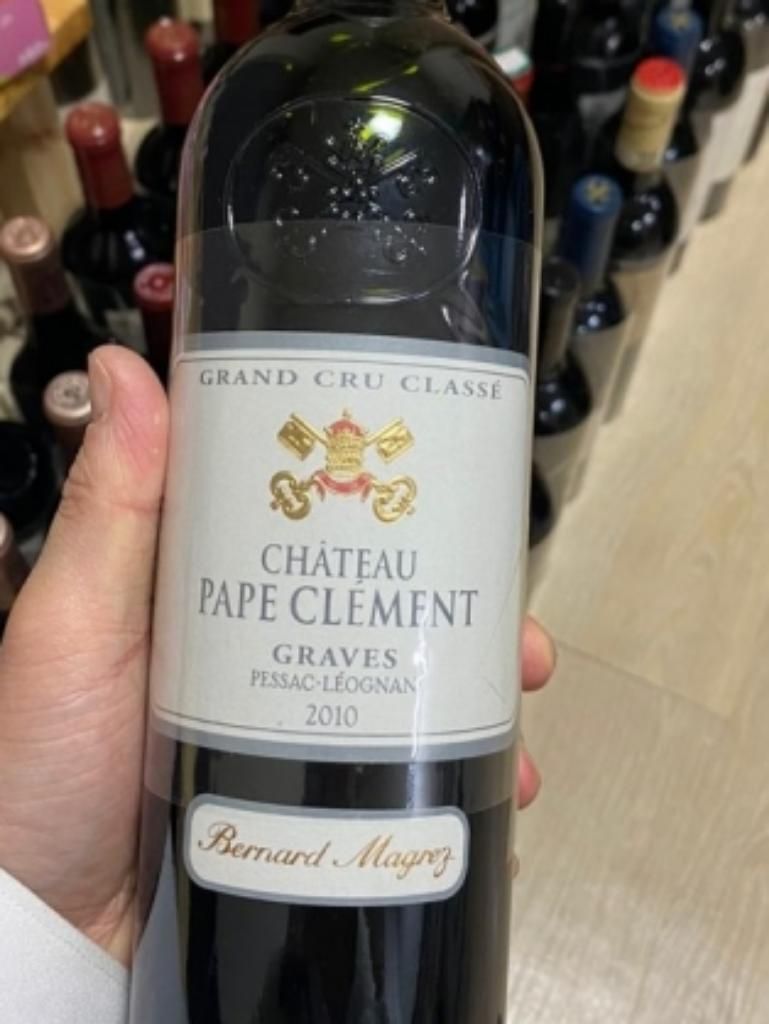 GRAND CRU CLASSÉ
CHÂTEAU
PAPE CLÉMENT
GRAVES
PESSAC-LÉOGNAN
2010
Bernard Magrez